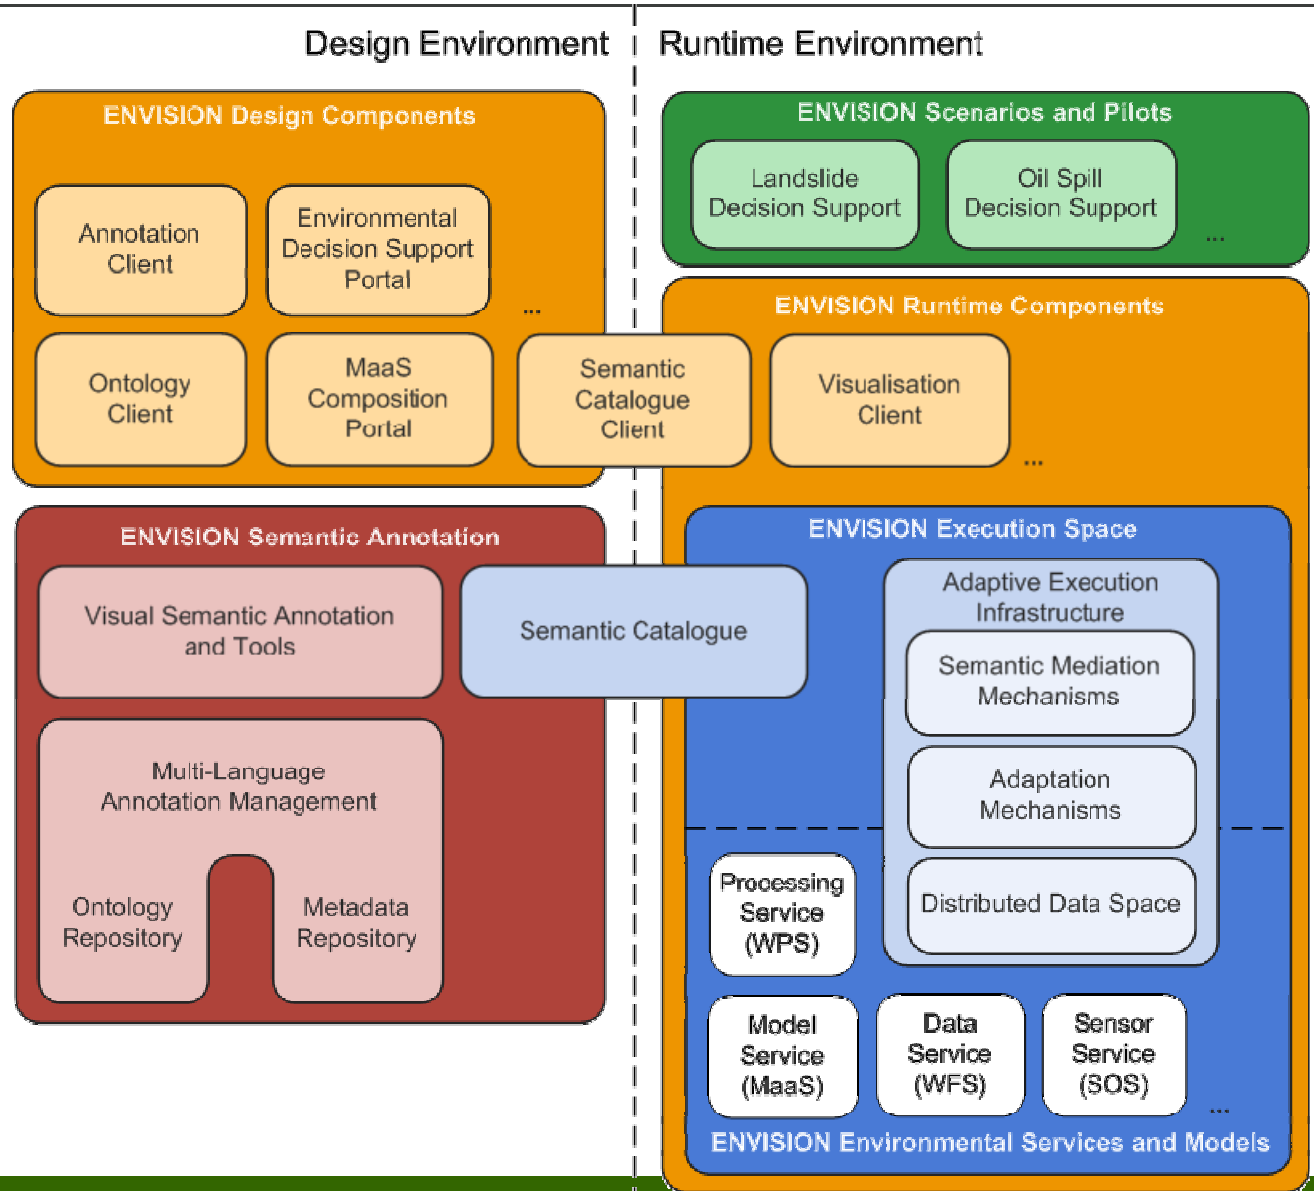 Design Environment
Runtime Environment
ENVISION Design Components
Annotation
Client
Environmental
Decision Support
Portal
...
Ontology
Client
MaaS
Composition
Portal
Semantic
Catalogue
Client
ENVISION Scenarios and Pilots
Landslide
Decision Support
Oil Spill
Decision Support
...
ENVISION Runtime Components
Visualisation
Client
...
ENVISION Semantic Annotation
Visual Semantic Annotation
and Tools
Semantic Catalogue
Multi-Language
Annotation Management
Ontology
Repository
Metadata
Repository
ENVISION Execution Space
Adaptive Execution
Infrastructure
Semantic Mediation
Mechanisms
Adaptation
Mechanisms
Distributed Data Space
Processing
Service
(WPS)
Model
Service
(MaaS)
Data
Service
(WFS)
Sensor
Service
(SOS)
...
ENVISION Environmental Services and Models